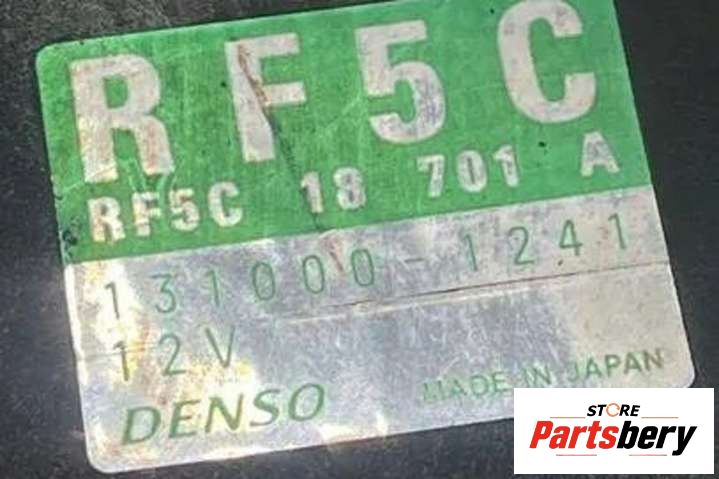 RF5C
RF5C 18 701 A
131000-1241
12V
DENSO
MADE IN JAPAN
STORE
Partsbery